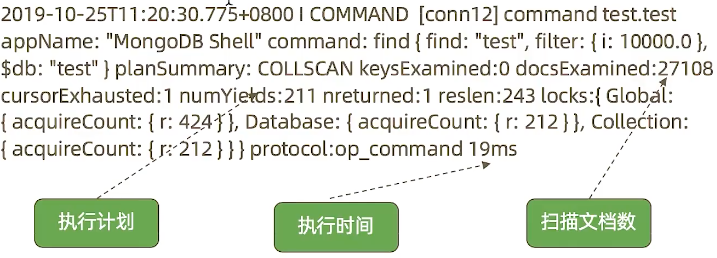 2019-10-25T11:20:30.775+0800 I COMMAND [conn12] command test.test
appName: "MongoDB Shell" command: find { find: "test", filter: { i: 10000.0 },
$db: "test" } planSummary: COLLSCAN keysExamined:0 docsExamined:27108
cursorExhausted:1 numYields:211 nreturned:1 reslen:243 locks:{ Global:
{ acquireCount: { r: 424 } }, Database: { acquireCount: { r: 212 } }, Collection:
{ acquireCount: { r: 212 } } } protocol:op_command 19ms
执行计划
执行时间
扫描文档数